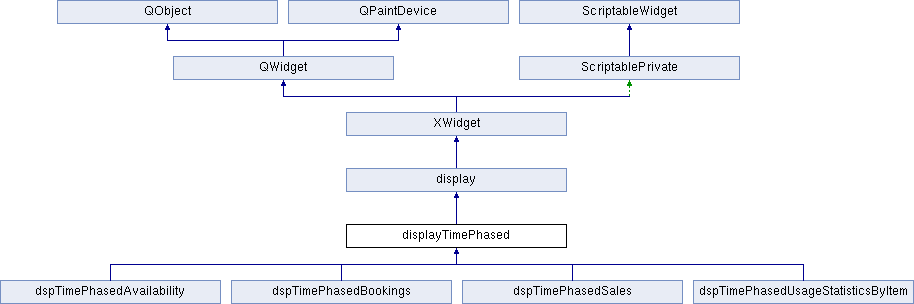 QObject
QPaintDevice
ScriptableWidget
QWidget
ScriptablePrivate
XWidget
display
displayTimePhased
dspTimePhasedAvailability
dspTimePhasedBookings
dspTimePhasedSales
dspTimePhasedUsageStatisticsByItem